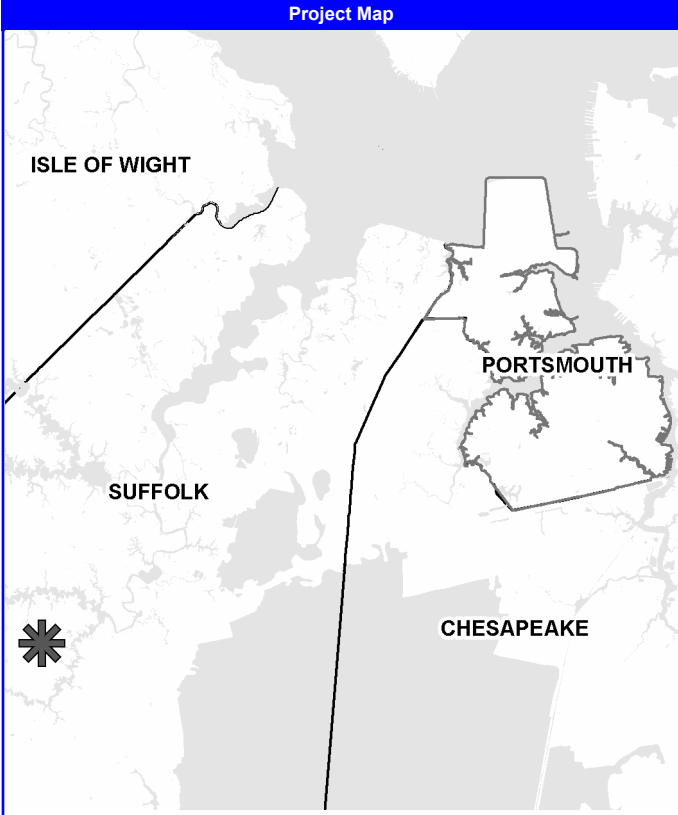 Project Map
ISLE OF WIGHT
PORTSMOUTH
SUFFOLK
CHESAPEAKE